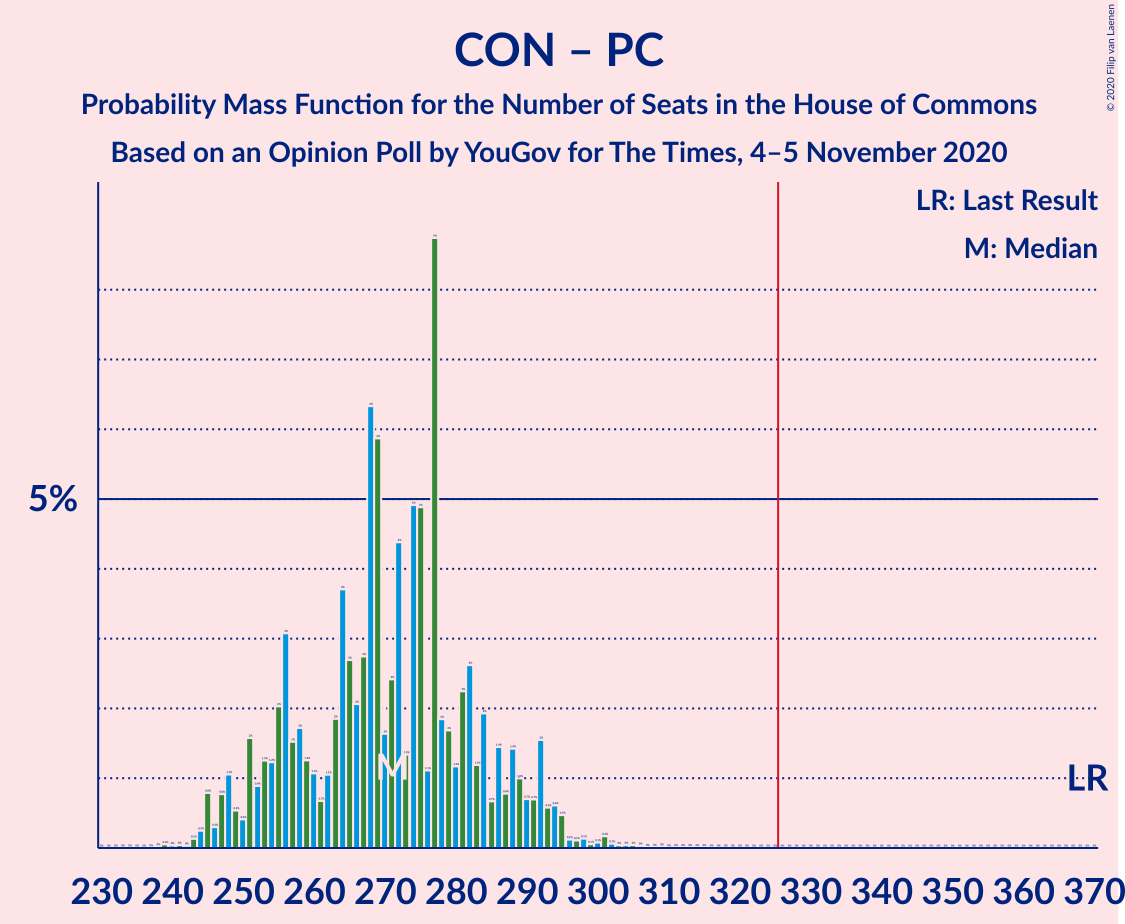 CON – PC
Probability Mass Function for the Number of Seats in the House of Commons
Based on an Opinion Poll by YouGov for The Times, 4–5 November 2020
© 2020 Filip van Laenen
LR: Last Result
M: Median
5%
M
LR
230 240 250 260 270 280 290 300 310 320 330 340 350 360 370